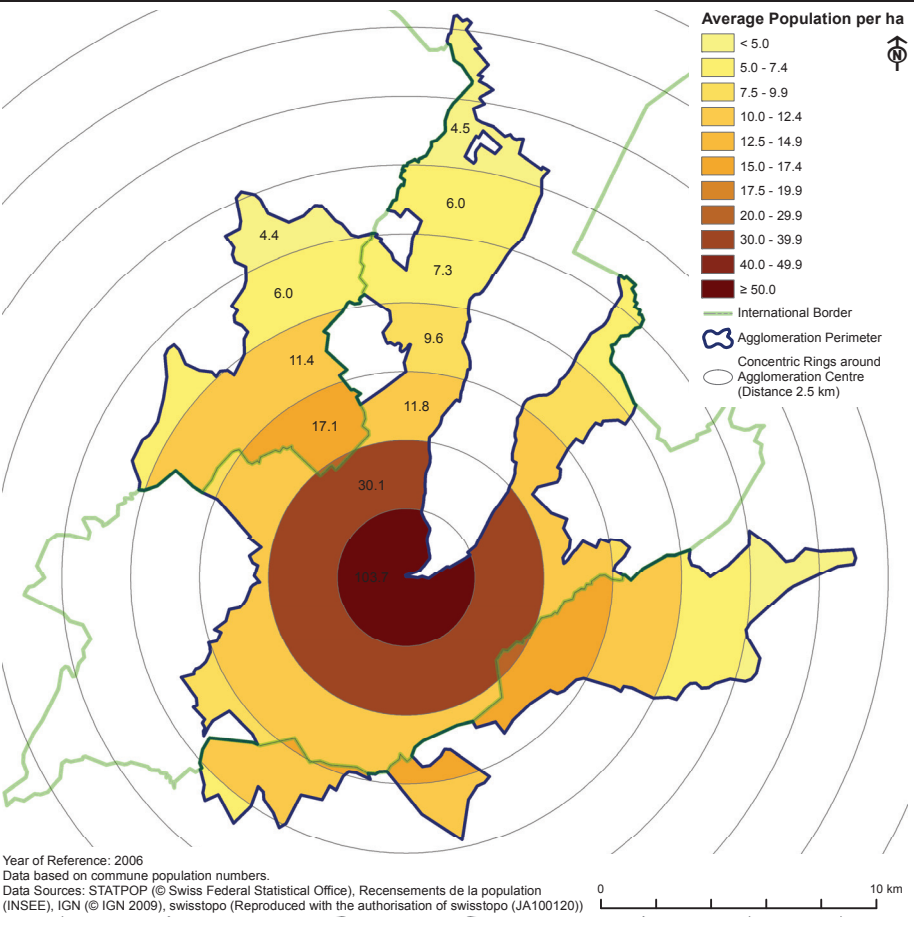 Average Population per ha
< 5.0
5.0 - 7.4
7.5 - 9.9
10.0 - 12.4
12.5 - 14.9
15.0 - 17.4
17.5 - 19.9
20.0 - 29.9
30.0 - 39.9
40.0 - 49.9
≥ 50.0
International Border
Agglomeration Perimeter
Concentric Rings around
Agglomeration Centre
(Distance 2.5 km)
N
4.5
6.0
4.4
7.3
6.0
9.6
11.4
11.8
17.1
30.1
Year of Reference: 2006
Data based on commune population numbers.
Data Sources: STATPOP (© Swiss Federal Statistical Office), Recensements de la population
(INSEE), IGN (© IGN 2009), swisstopo (Reproduced with the authorisation of swisstopo (JA100120))
0 10 km